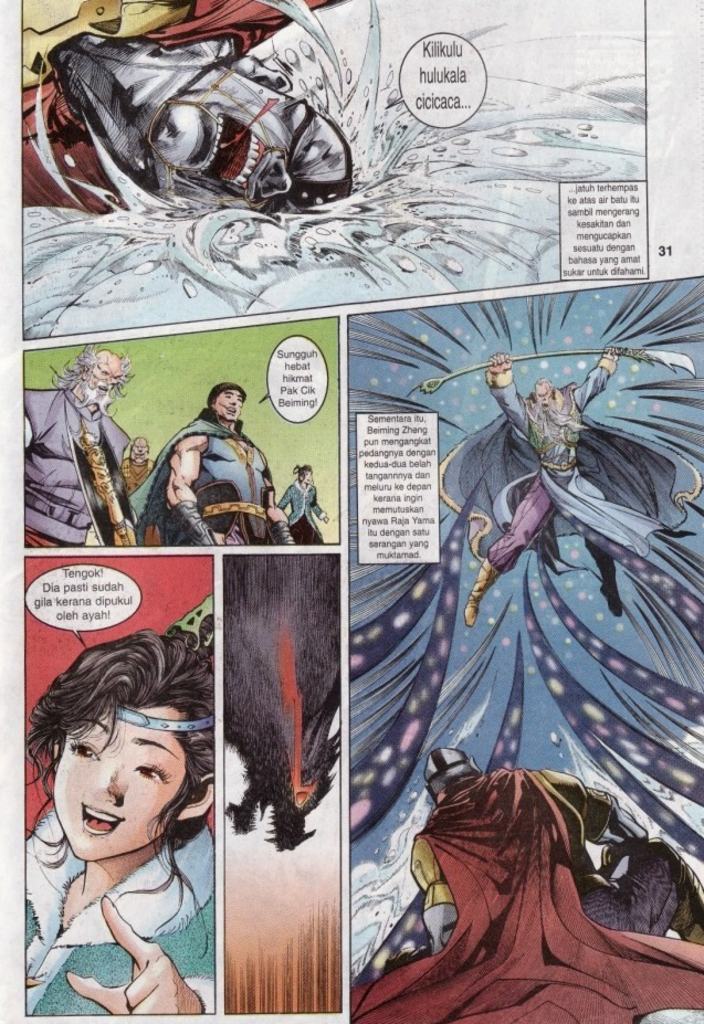 Kilikulu
hulukala
cicicaca...
...jatuh terhempas
ke atas air batu itu
sambil mengerang
kesakitan dan
mengucapkan
sesuatu dengan
bahasa yang amat
sukar untuk difahami.
31
Sungguh
hebat
hikmat
Pak Cik
Beiming!
Sementara itu,
Beiming Zheng
pun mengangkat
pedangnya dengan
kedua-dua belah
tangannnya dan
meluru ke depan
kerana ingin
memutuskan
nyawa Raja Yama
itu dengan satu
serangan yang
muktamad.
Tengok!
Dia pasti sudah
gila kerana dipukul
oleh ayah!